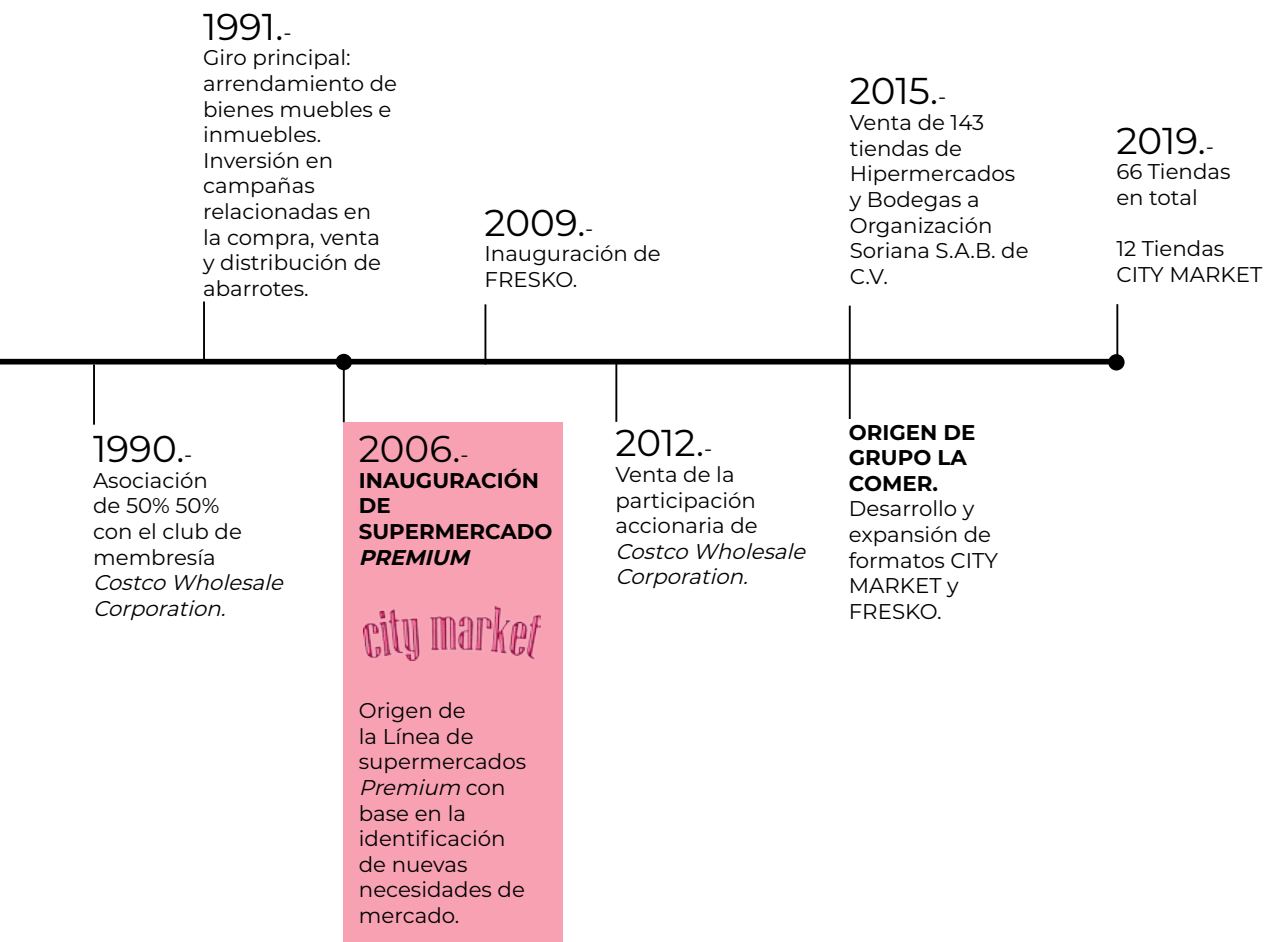 1991.-
Giro principal:
arrendamiento de
bienes muebles e
inmuebles.
Inversión en
campañas
relacionadas en
la compra, venta
y distribución de
abarrotes.
2009.-
Inauguración de
FRESKO.
2015.-
Venta de 143
tiendas de
Hipermercados
y Bodegas a
Organización
Soriana S.A.B. de
C.V.
2019.-
66 Tiendas
en total
12 Tiendas
CITY MARKET
1990.-
Asociación
de 50% 50%
con el club de
membresía
Costco Wholesale
Corporation.
2006.-
INAUGURACIÓN
DE
SUPERMERCADO
PREMIUM
city market
Origen de
la Línea de
supermercados
Premium con
base en la
identificación
de nuevas
necesidades de
mercado.
2012.-
Venta de la
participación
accionaria de
Costco Wholesale
Corporation.
ORIGEN DE
GRUPO LA
COMER.
Desarrollo y
expansión de
formatos CITY
MARKET y
FRESKO.